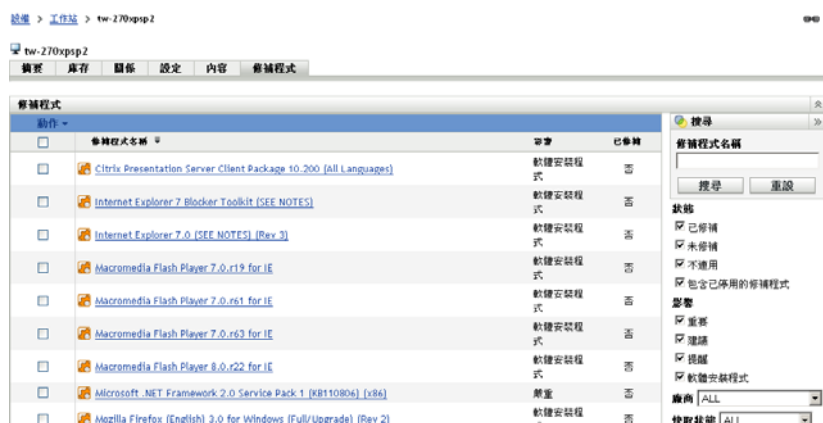 設備 > 工作站 > tw-270xpsp2
tw-270xpsp2
摘要 庫存 關係 設定 內容 修補程式
修補程式
動作
修補程式名稱 影響 已修補
Citrix Presentation Server Client Package 10.200 (All Languages) 軟體安裝程式 否
Internet Explorer 7 Blocker Toolkit (SEE NOTES) 軟體安裝程式 否
Internet Explorer 7.0 (SEE NOTES) (Rev 3) 軟體安裝程式 否
Macromedia Flash Player 7.0.r19 for IE 軟體安裝程式 否
Macromedia Flash Player 7.0.r61 for IE 軟體安裝程式 否
Macromedia Flash Player 7.0.r63 for IE 軟體安裝程式 否
Macromedia Flash Player 8.0.r22 for IE 軟體安裝程式 否
Microsoft .NET Framework 2.0 Service Pack 1 (KB110806) (x86) 嚴重 否
Mozilla Firefox (English) 3.0 for Windows (Full/Upgrade) (Rev 2) 軟體安裝程 否
搜尋
修補程式名稱
搜尋 重設
狀態
已修補
未修補
不適用
包含已停用的修補程式
影響
重要
建議
提醒
軟體安裝程式
廠商 ALL
快取狀態 ALL